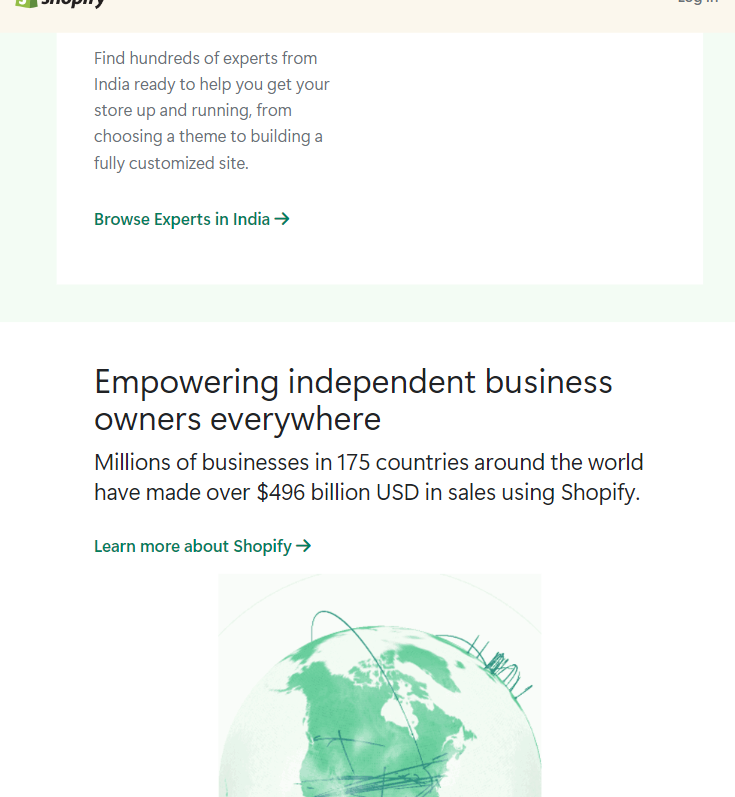 shopify
Log in
Find hundreds of experts from
India ready to help you get your
store up and running, from
choosing a theme to building a
fully customized site.
Browse Experts in India →
Empowering independent business
owners everywhere
Millions of businesses in 175 countries around the world
have made over $496 billion USD in sales using Shopify.
Learn more about Shopify →